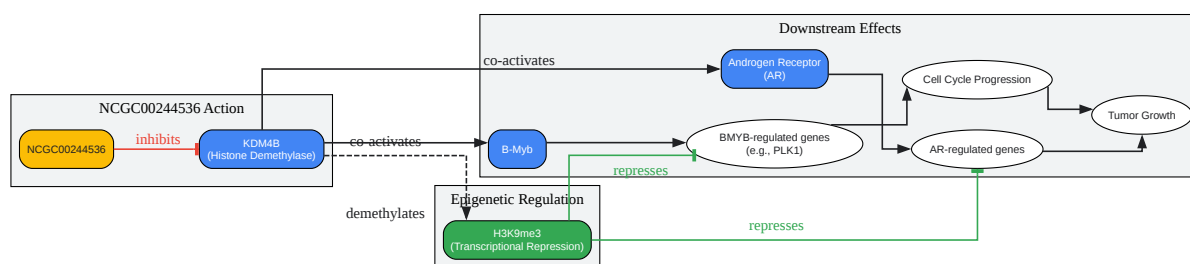 Downstream Effects
co-activates
Androgen Receptor
(AR)
Cell Cycle Progression
NCGC00244536 Action
Tumor Growth
NCGC00244536
inhibits
KDM4B
(Histone Demethylase)
co-activates
B-Myb
BMYB-regulated genes
(e.g., PLK1)
AR-regulated genes
represses
Epigenetic Regulation
demethylates
H3K9me3
(Transcriptional Repression)
represses